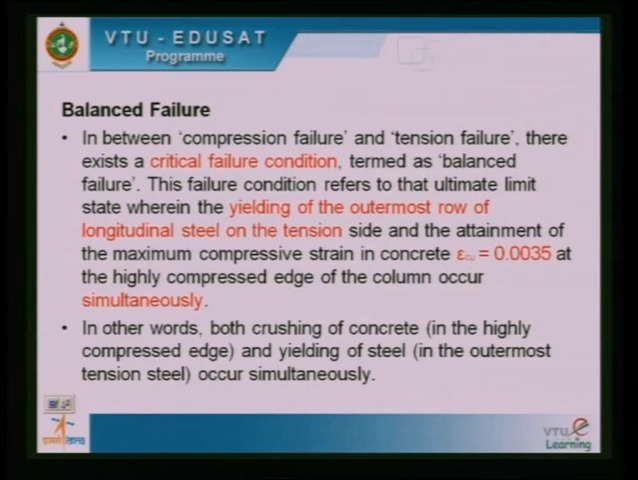 VTU - EDUSAT
Programme
Balanced Failure
• In between 'compression failure' and 'tension failure', there
exists a critical failure condition, termed as 'balanced
failure'. This failure condition refers to that ultimate limit
state wherein the yielding of the outermost row of
longitudinal steel on the tension side and the attainment of
the maximum compressive strain in concrete εcu = 0.0035 at
the highly compressed edge of the column occur
simultaneously.
• In other words, both crushing of concrete (in the highly
compressed edge) and yielding of steel (in the outermost
tension steel) occur simultaneously.
VTU e
Learning